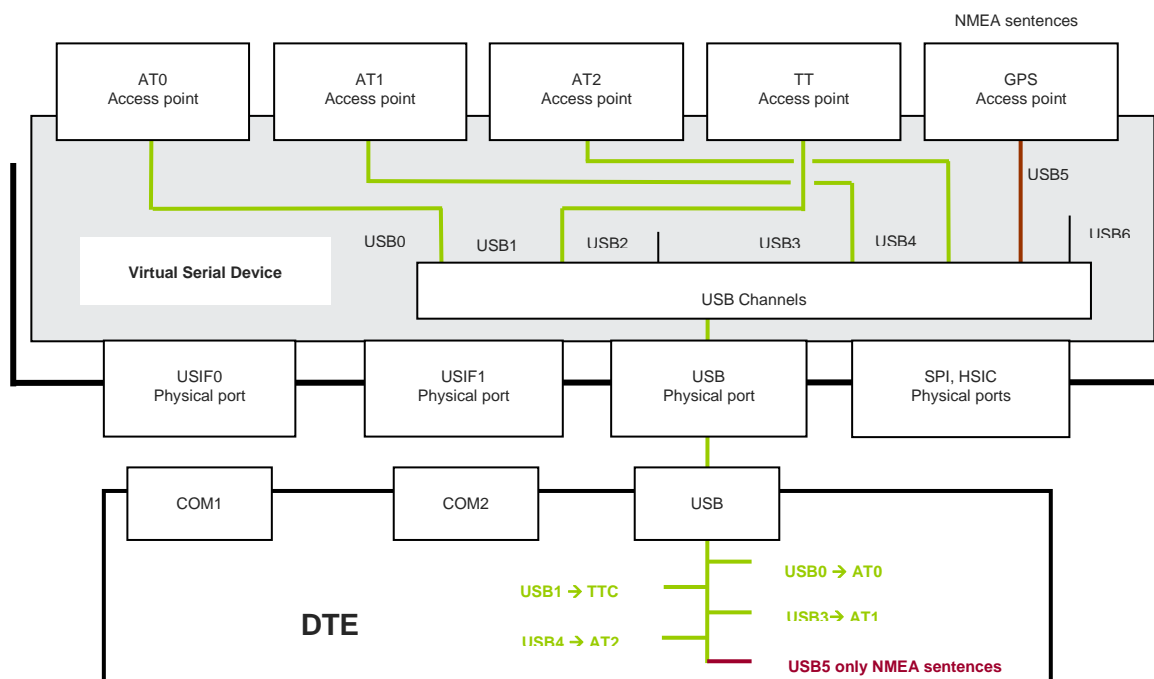 NMEA sentences
AT0
Access point
AT1
Access point
AT2
Access point
TT
Access point
GPS
Access point
USB5
USB0
USB1
USB2
USB3
USB4
USB6
Virtual Serial Device
USB Channels
USIF0
Physical port
USIF1
Physical port
USB
Physical port
SPI, HSIC
Physical ports
COM1
COM2
USB
USB0 → AT0
USB1 → TTC
USB3→ AT1
DTE
USB4→ AT2
USB5 only NMEA sentences